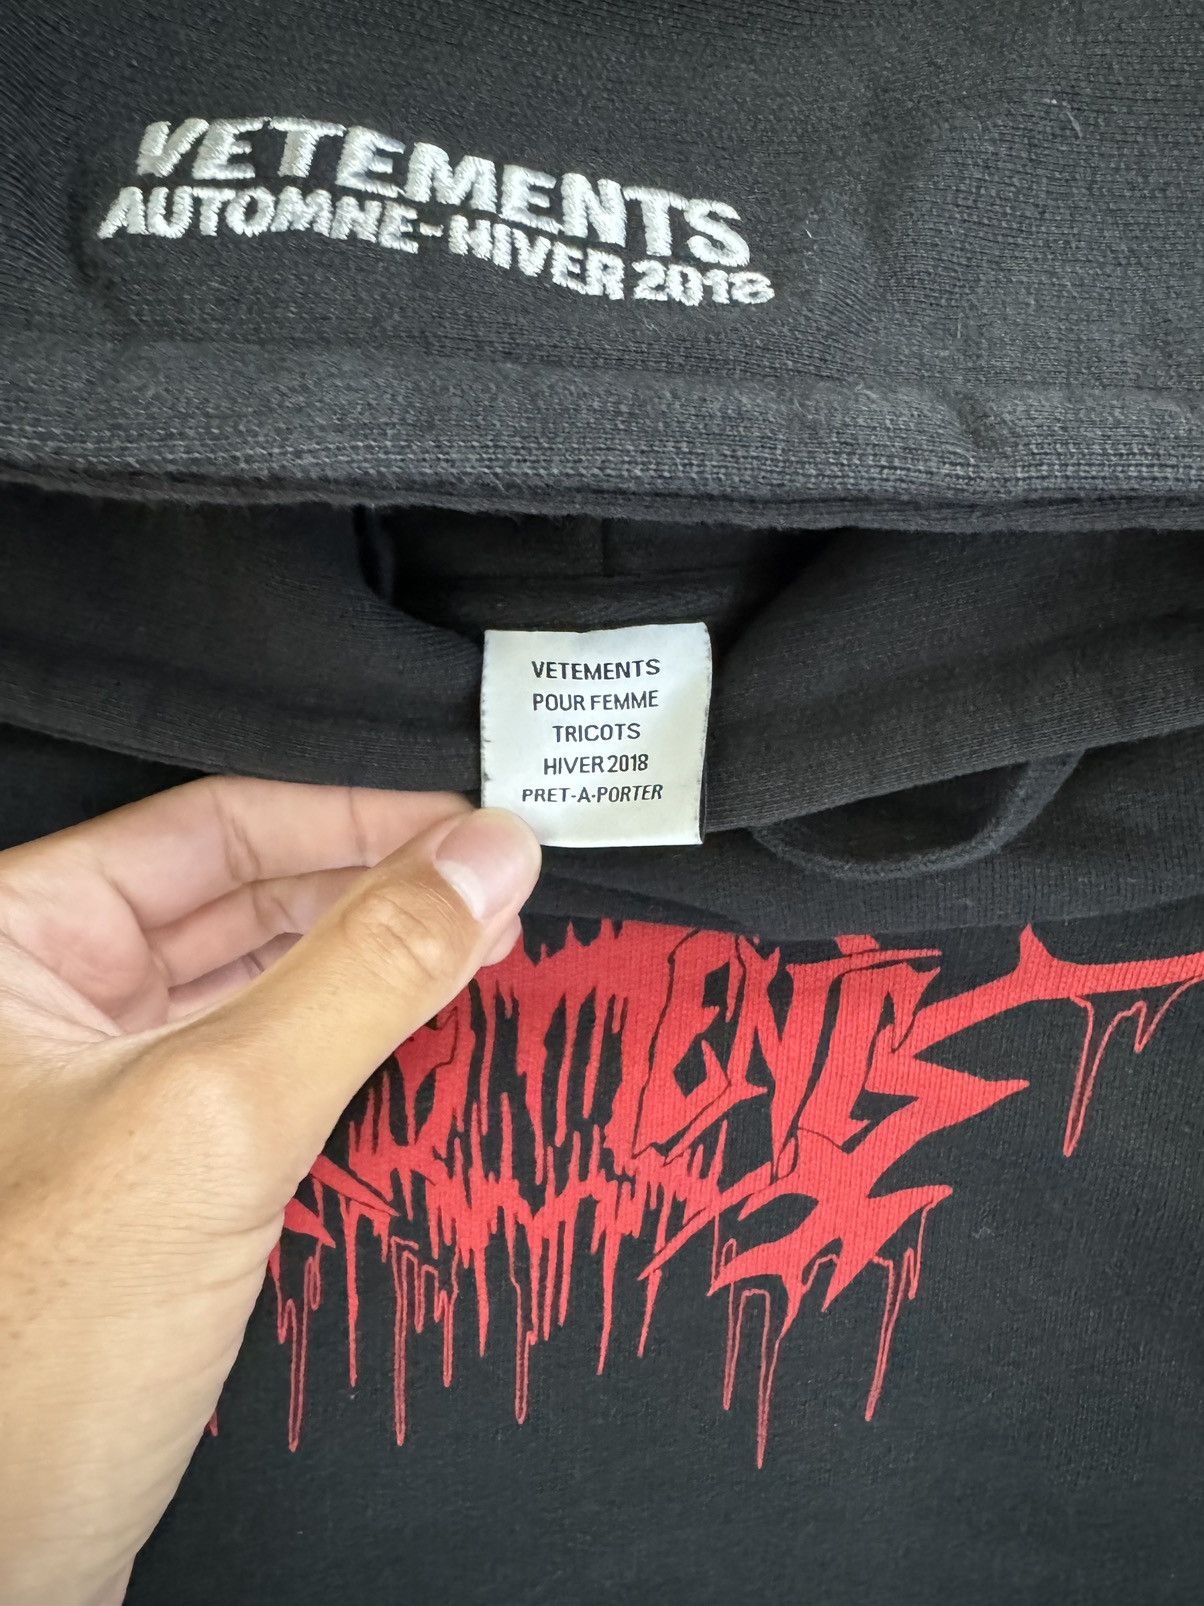 VETEMENTS
AUTOMNE-HIVER 2018
VETEMENTS
POUR FEMME
TRICOTS
HIVER 2018
PRET-A-PORTER